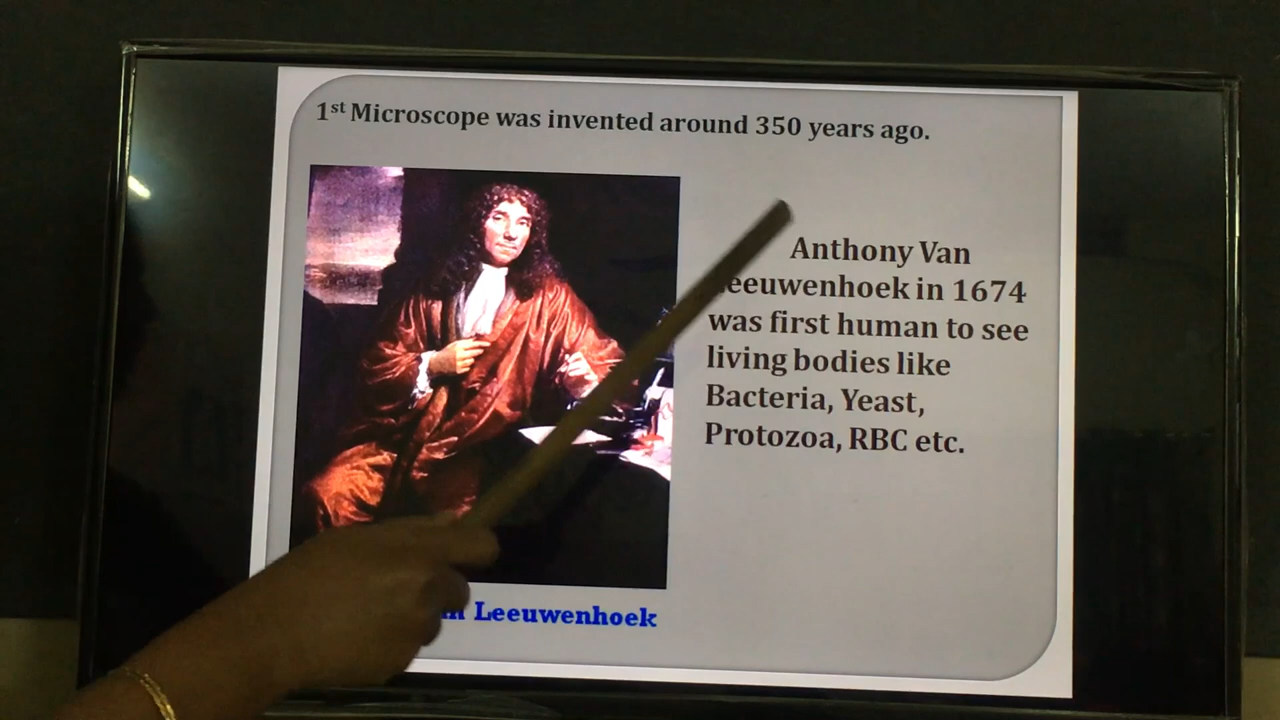 1st Microscope was invented around 350 years ago.
Anthony Van
eeuwenhoek in 1674
was first human to see
living bodies like
Bacteria, Yeast,
Protozoa, RBC etc.
Leeuwenhoek